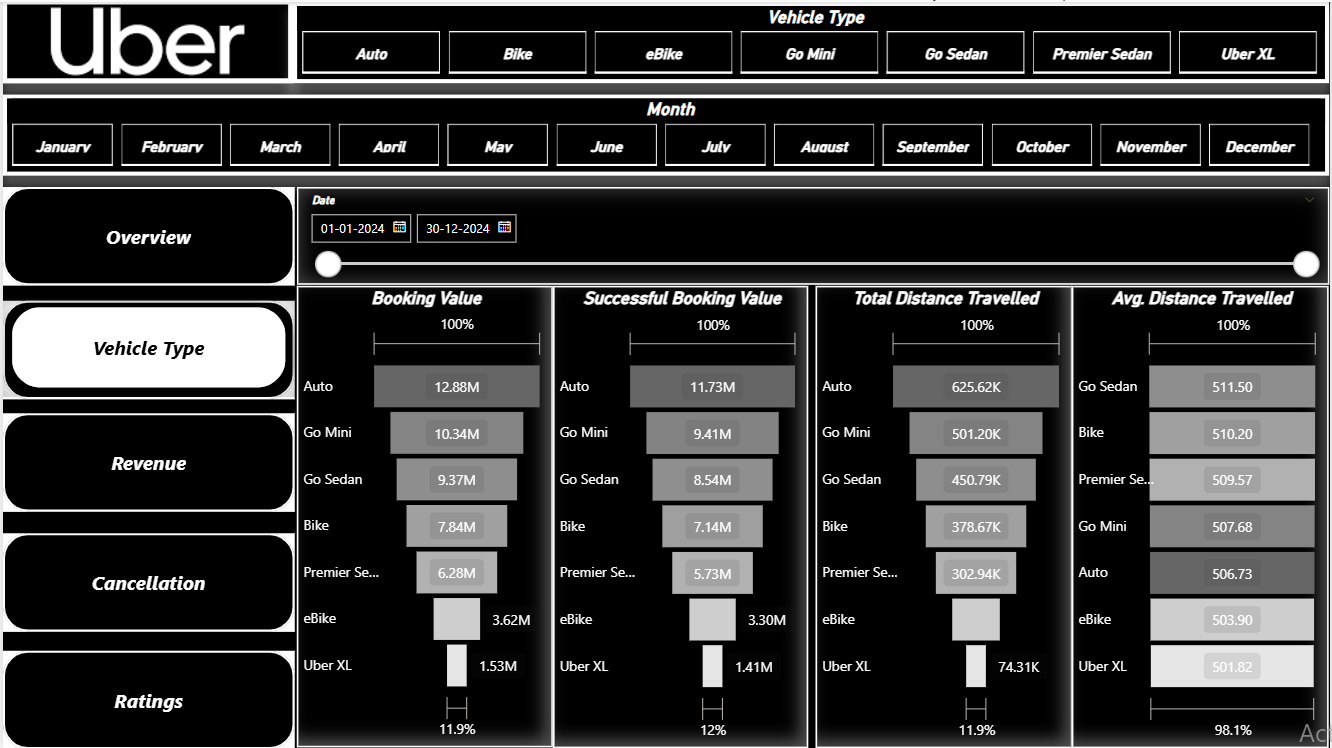 Uber
Vehicle Type
Auto
Bike
eBike
Go Mini
Go Sedan
Premier Sedan
Uber XL
Month
January
February
March
April
May
June
July
August
September
October
November
December
Overview
Vehicle Type
Revenue
Cancellation
Ratings
Date
01-01-2024
30-12-2024
Booking Value
100%
Auto 12.88M
Go Mini 10.34M
Go Sedan 9.37M
Bike 7.84M
Premier Se... 6.28M
eBike 3.62M
Uber XL 1.53M
11.9%
Successful Booking Value
100%
Auto 11.73M
Go Mini 9.41M
Go Sedan 8.54M
Bike 7.14M
Premier Se... 5.73M
eBike 3.30M
Uber XL 1.41M
12%
Total Distance Travelled
100%
Auto 625.62K
Go Mini 501.20K
Go Sedan 450.79K
Bike 378.67K
Premier Se... 302.94K
eBike
Uber XL 74.31K
11.9%
Avg. Distance Travelled
100%
Go Sedan 511.50
Bike 510.20
Premier Se... 509.57
Go Mini 507.68
Auto 506.73
eBike 503.90
Uber XL 501.82
98.1%